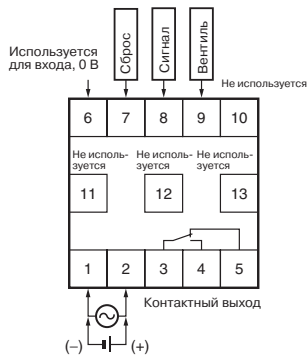 Используется
для входа, 0 В
Сброс
Сигнал
Вентиль
Не используется
6 7 8 9 10
Не исполь-
зуется
Не исполь-
зуется
Не исполь-
зуется
11 12 13
1 2 3 4 5
Контактный выход
(−) (+)